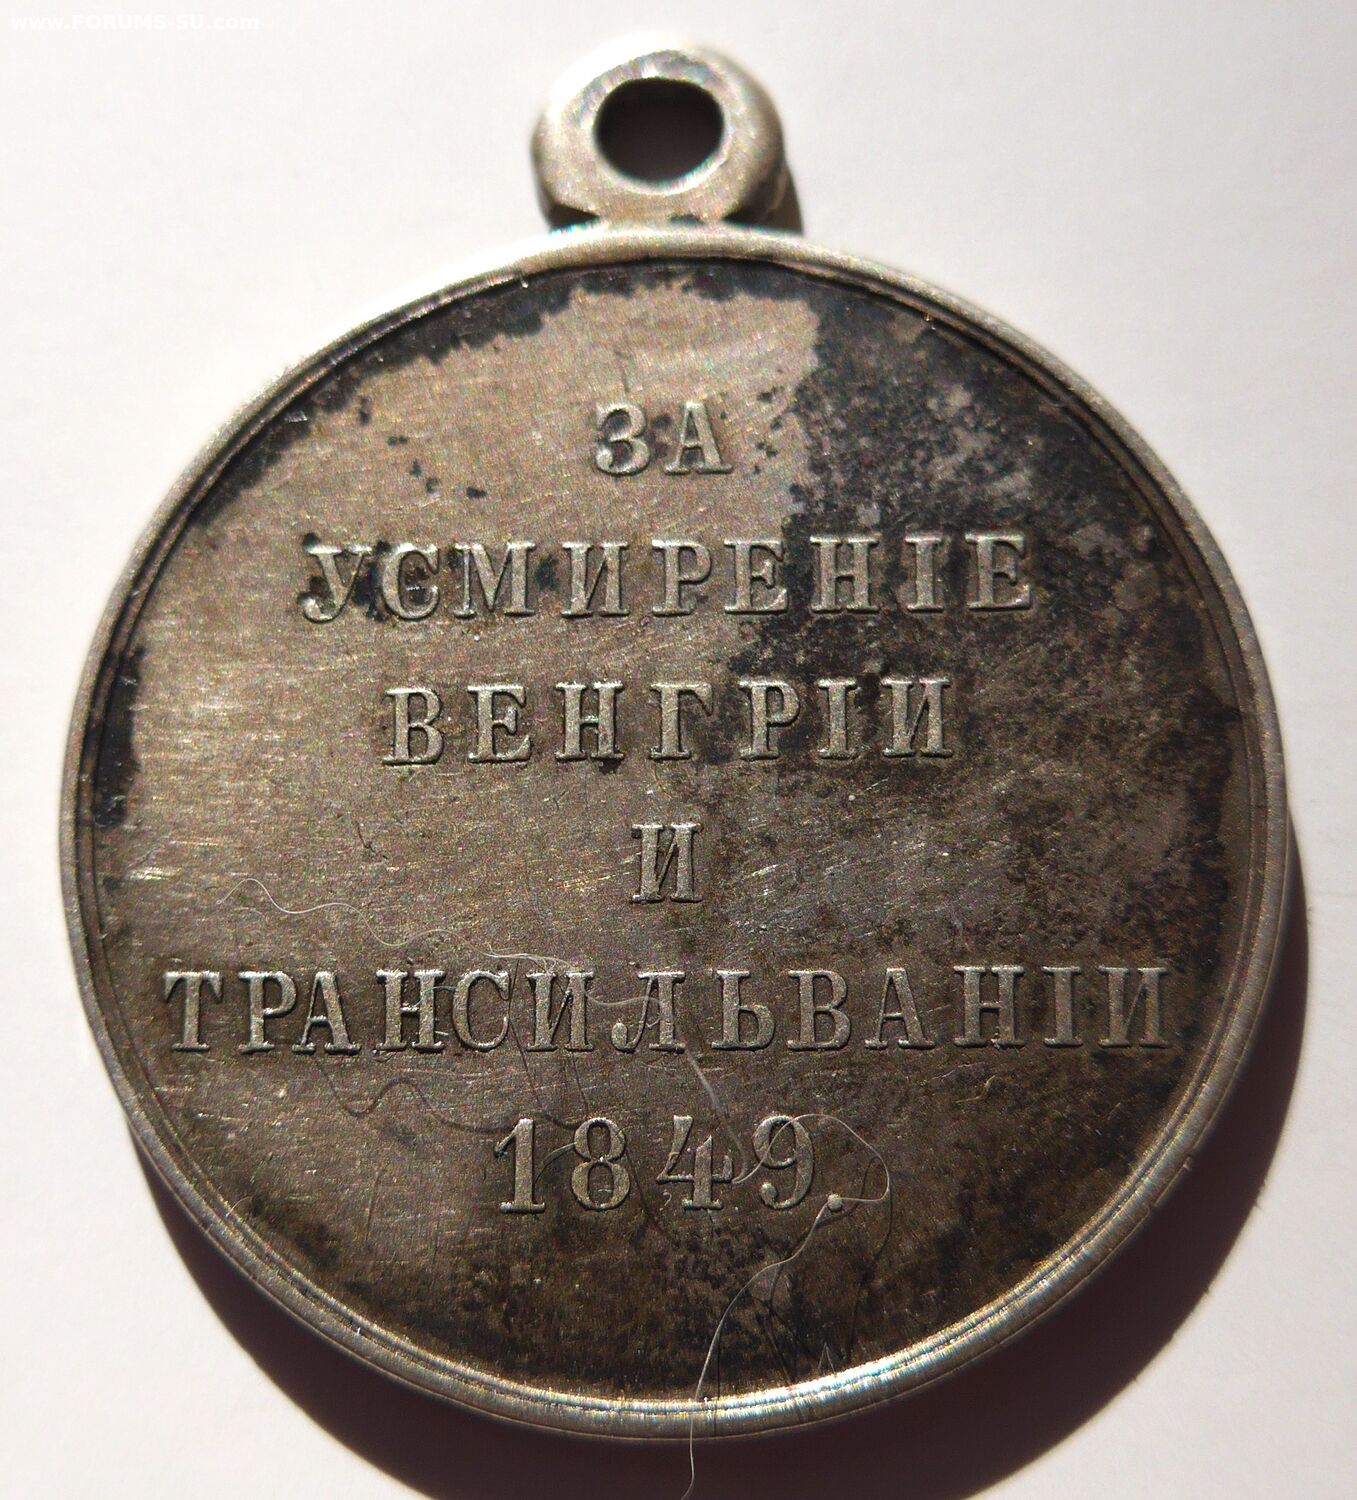 www.FORUMS-SU.com
ЗА
УСМИРЕНІЕ
ВЕНГРІИ
И
ТРАНСИЛЬВАНІИ
1849.